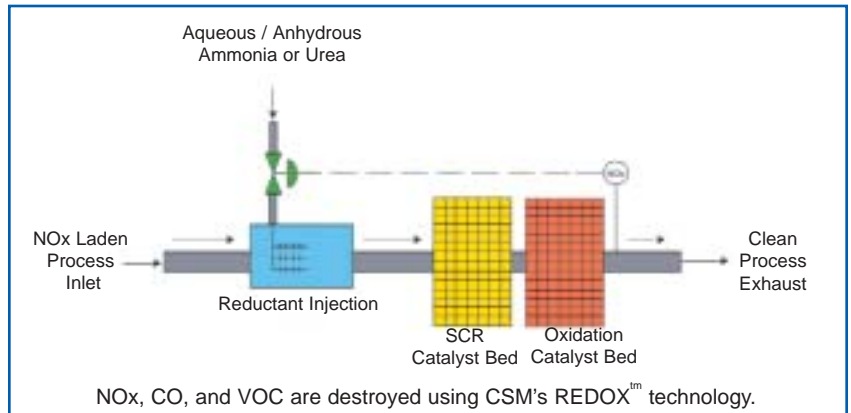 Aqueous / Anhydrous
Ammonia or Urea
NOx Laden
Process
Inlet
Reductant Injection
SCR
Catalyst Bed
Oxidation
Catalyst Bed
Clean
Process
Exhaust
NOx, CO, and VOC are destroyed using CSM's REDOX™ technology.